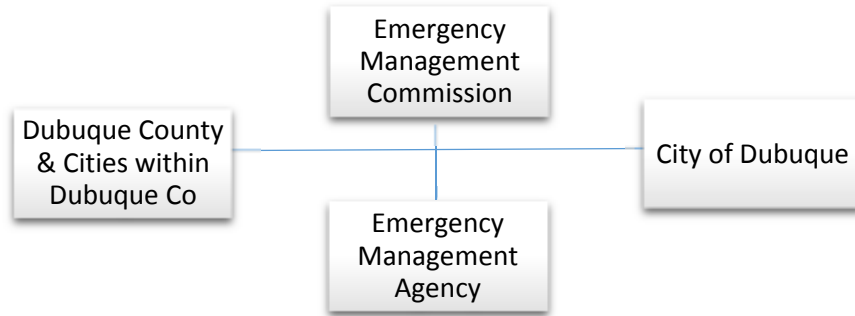 Emergency
Management
Commission
Dubuque County
& Cities within
Dubuque Co
City of Dubuque
Emergency
Management
Agency